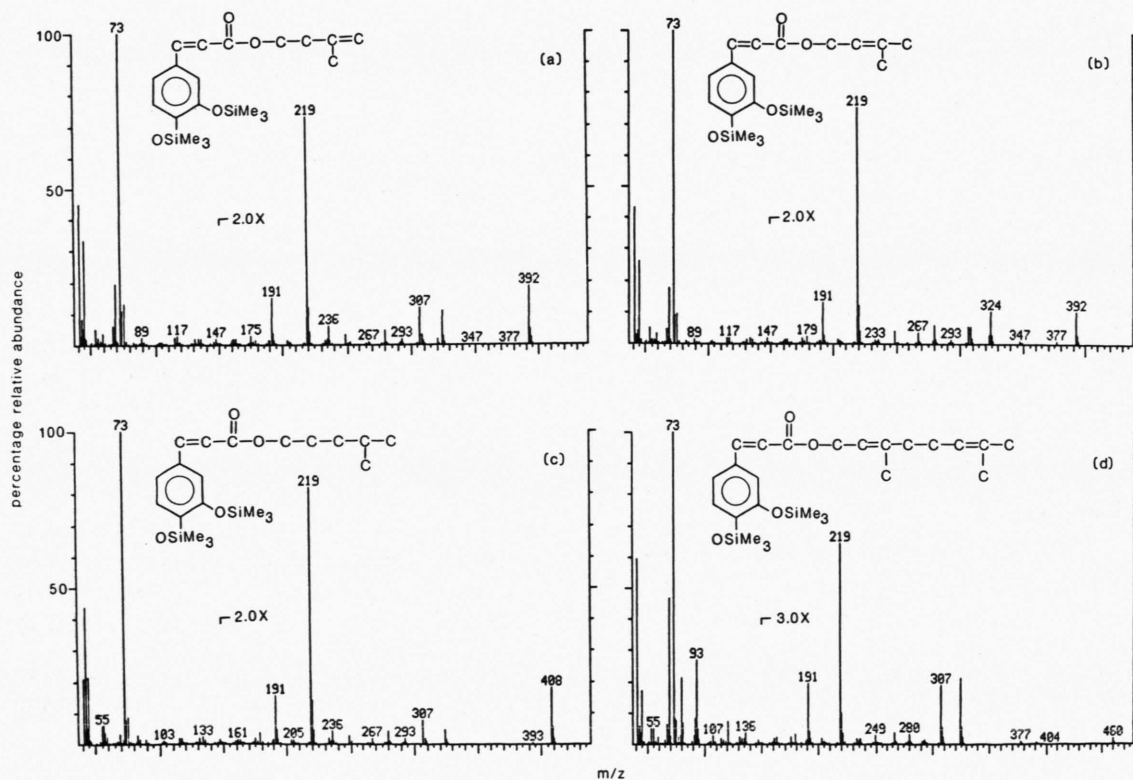 percentage relative abundance
(a)
100
50
73
O
C
O—C—C—C=C
C
OSiMe3
OSiMe3
2.0X
89
117
147
175
191
219
236
267
293
307
347
377
392
(b)
73
O
C
O—C—C=C—C
C
OSiMe3
OSiMe3
2.0X
89
117
147
179
191
219
233
267
293
324
347
377
392
(c)
100
50
73
O
C
O—C—C—C—C—C
C
OSiMe3
OSiMe3
2.0X
55
103
133
161
191
205
219
236
267
293
307
393
408
(d)
73
O
C
O—C—C=C—C—C—C=C—C
C
C
OSiMe3
OSiMe3
3.0X
55
93
107
136
191
219
249
280
307
377
404
460
m/z